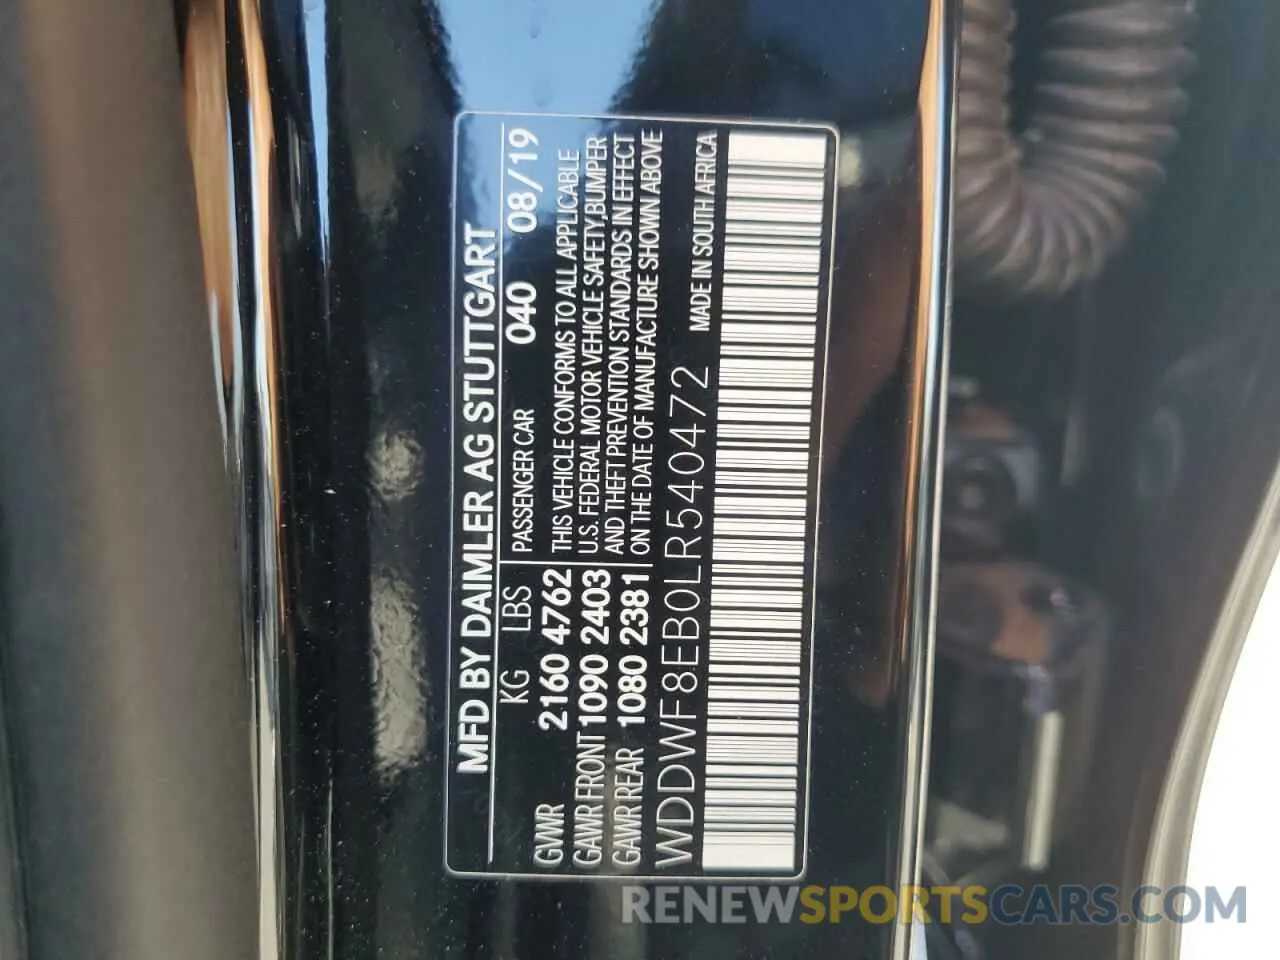 MFD BY DAIMLER AG STUTTGART
KG LBS PASSENGER CAR 040 08/19
GVWR 2160 4762
GAWR FRONT 1090 2403
GAWR REAR 1080 2381
THIS VEHICLE CONFORMS TO ALL APPLICABLE
U.S. FEDERAL MOTOR VEHICLE SAFETY,BUMPER
AND THEFT PREVENTION STANDARDS IN EFFECT
ON THE DATE OF MANUFACTURE SHOWN ABOVE
WDDWF8EB0LR540472 MADE IN SOUTH AFRICA
RENEWSPORTSCARS.COM